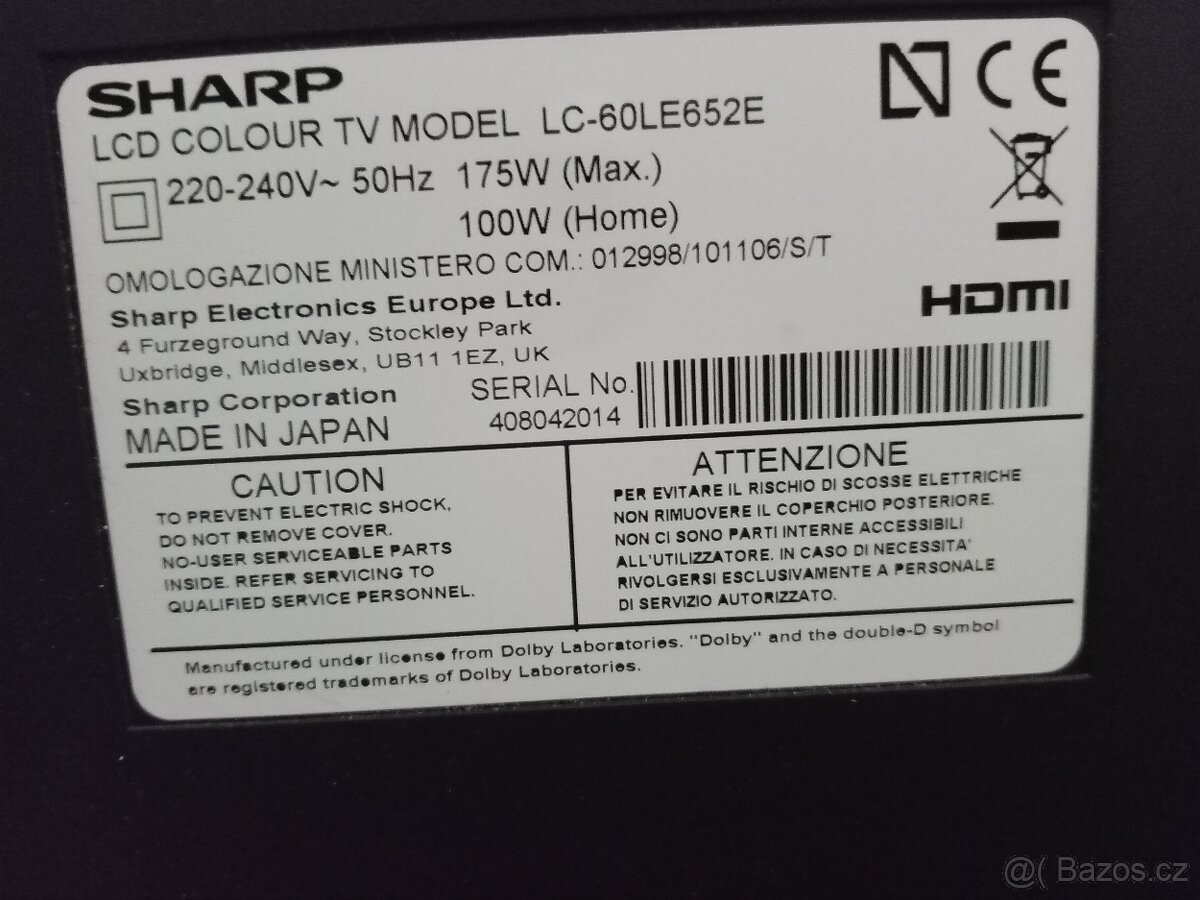 SHARP
LCD COLOUR TV MODEL LC-60LE652E
220-240V~ 50Hz 175W (Max.)
100W (Home)
OMOLOGAZIONE MINISTERO COM.: 012998/101106/S/T
Sharp Electronics Europe Ltd.
4 Furzeground Way, Stockley Park
Uxbridge, Middlesex, UB11 1EZ, UK
Sharp Corporation
MADE IN JAPAN
SERIAL No.
408042014
CE
HDMI
CAUTION
TO PREVENT ELECTRIC SHOCK,
DO NOT REMOVE COVER.
NO-USER SERVICEABLE PARTS
INSIDE. REFER SERVICING TO
QUALIFIED SERVICE PERSONNEL.
ATTENZIONE
PER EVITARE IL RISCHIO DI SCOSSE ELETTRICHE
NON RIMUOVERE IL COPERCHIO POSTERIORE.
NON CI SONO PARTI INTERNE ACCESSIBILI
ALL'UTILIZZATORE. IN CASO DI NECESSITA'
RIVOLGERSI ESCLUSIVAMENTE A PERSONALE
DI SERVIZIO AUTORIZZATO.
Manufactured under license from Dolby Laboratories. "Dolby" and the double-D symbol
are registered trademarks of Dolby Laboratories.
@( Bazos.cz